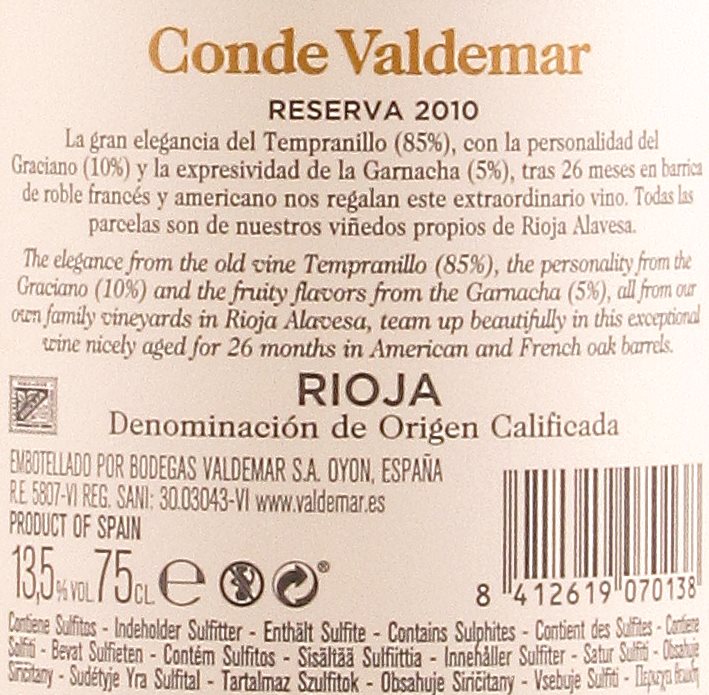 Conde Valdemar
RESERVA 2010
La gran elegancia del Tempranillo (85%), con la personalidad del
Graciano (10%) y la expresividad de la Garnacha (5%), tras 26 meses en barrica
de roble francés y americano nos regalan este extraordinario vino. Todas las
parcelas son de nuestros viñedos propios de Rioja Alavesa.
The elegance from the old vine Tempranillo (85%), the personality from the
Graciano (10%) and the fruity flavors from the Garnacha (5%), all from our
own family vineyards in Rioja Alavesa, team up beautifully in this exceptional
wine nicely aged for 26 months in American and French oak barrels.
RIOJA
Denominación de Origen Calificada
EMBOTELLADO POR BODEGAS VALDEMAR S.A. OYON, ESPAÑA
R.E. 5807-VI REG. SANI: 30.03043-VI www.valdemar.es
PRODUCT OF SPAIN
13,5 % VOL. 75 CL. e ®
8 412619 070138
Contiene Sulfitos - Indeholder Sulfitter - Enthält Sulfite - Contains Sulphites - Contient des Sulfites - Contiene
Solfiti - Bevat Sulfieten - Contém Sulfitos - Sisältää Sulfiittia - Innehåller Sulfiter - Satur Sulfiti - Obsahuje
Siričitany - Sudétyje Yra Sulfital - Tartalmaz Szulfitok - Obsahuje Siričitany - Vsebuje Sulfiti -